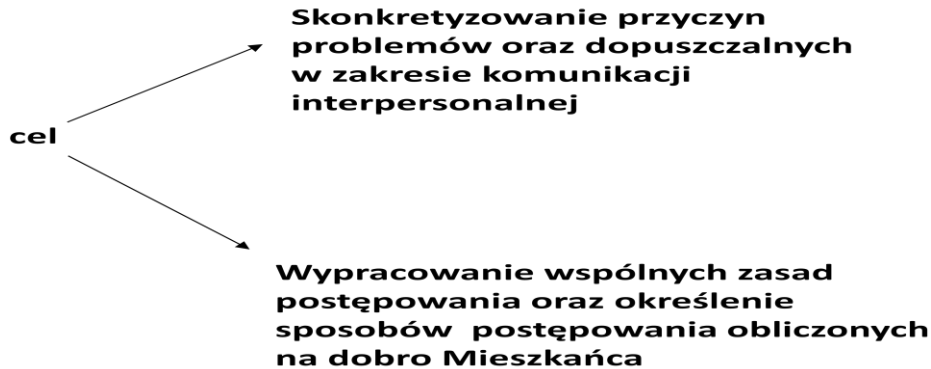 Skonkretyzowanie przyczyn
problemów oraz dopuszczalnych
w zakresie komunikacji
interpersonalnej
cel
Wypracowanie wspólnych zasad
postępowania oraz określenie
sposobów postępowania obliczonych
na dobro Mieszkańca